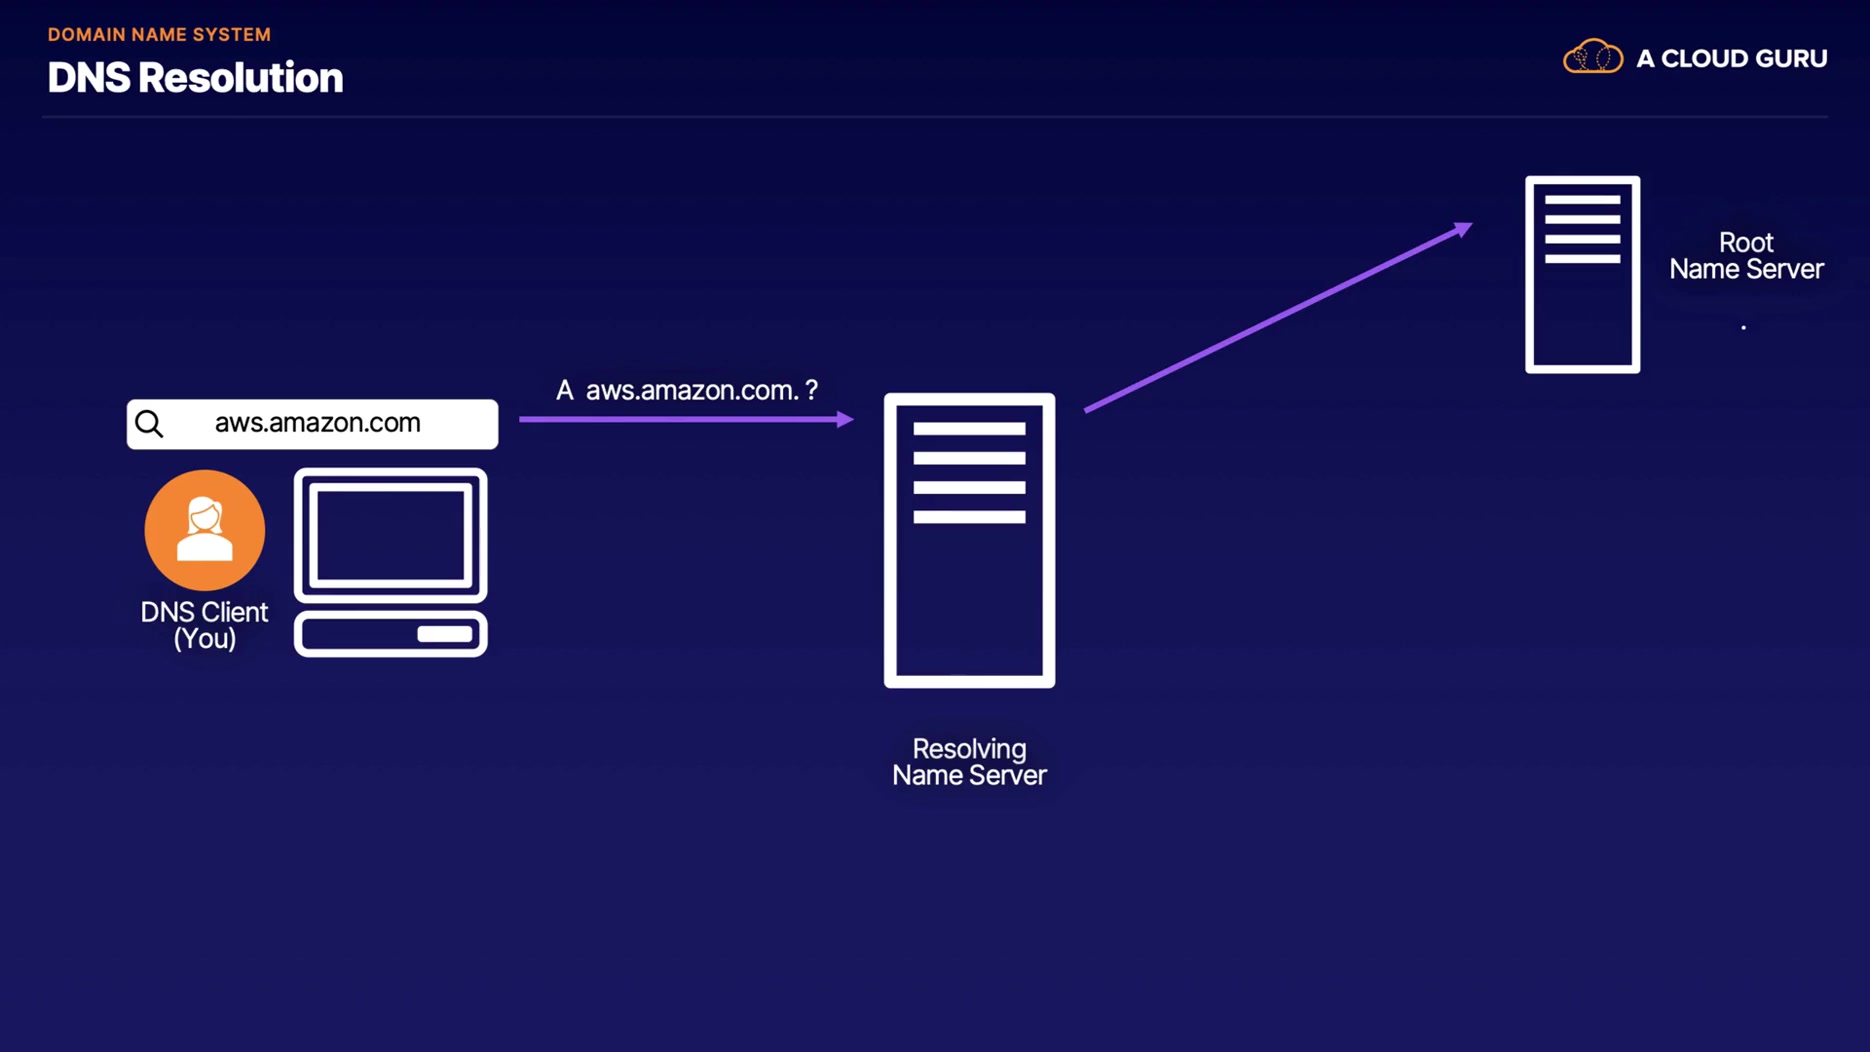 DOMAIN NAME SYSTEM
DNS Resolution
A CLOUD GURU
Root
Name Server
.
A aws.amazon.com. ?
aws.amazon.com
DNS Client
(You)
Resolving
Name Server